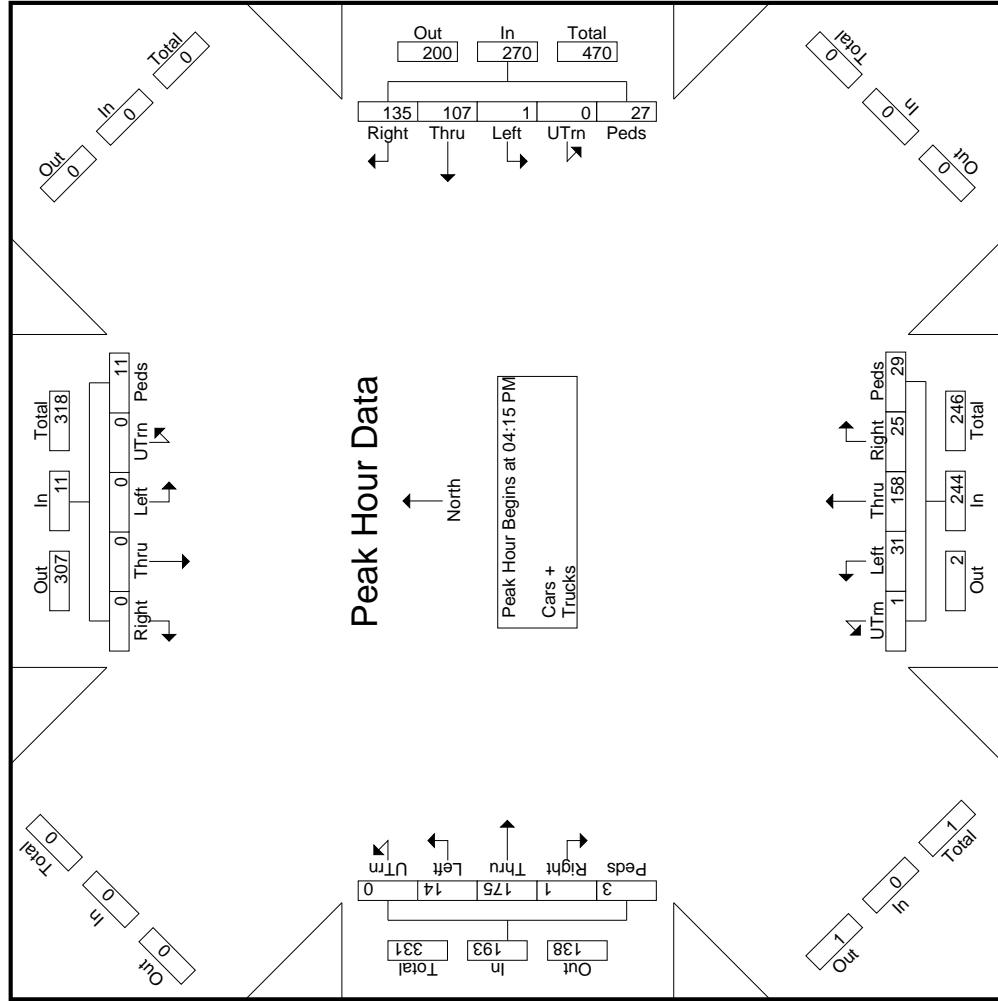 Out In Total
200 270 470
135 107 1 0 27
Right Thru Left UTrn Peds
Total
0
In
0
Out
0
Total
0
In
0
Out
0
Out In Total
307 11 318
0 0 0 0 11
Right Thru Left UTrn Peds
Peak Hour Data
North
Peak Hour Begins at 04:15 PM
Cars +
Trucks
UTrn Left Thru Right Peds
1 31 158 25 29
2 244 246
Out In Total
UTrn Left Thru Right Peds
0 14 175 1 3
331 193 138
Total In Out
Total
0
In
0
Out
0
1
Total
0
In
1
Out